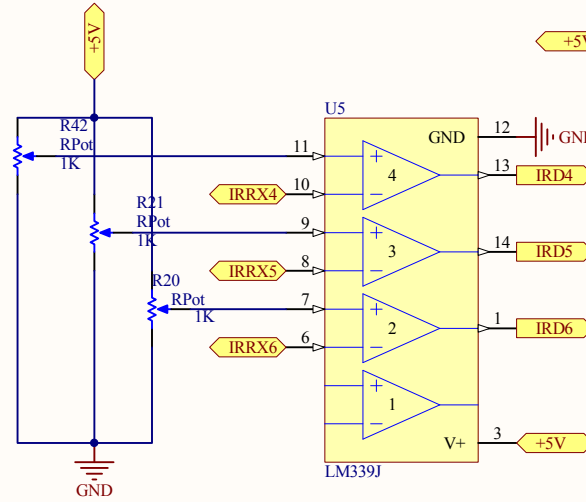 +5V
+5V
R42
RPot
1K
R21
RPot
1K
R20
RPot
1K
GND
U5
11
10
9
8
7
6
IRRX4
IRRX5
IRRX6
+
−
4
+
−
3
+
−
2
+
−
1
GND
12
GND
13
IRD4
14
IRD5
1
IRD6
V+
3
+5V
LM339J